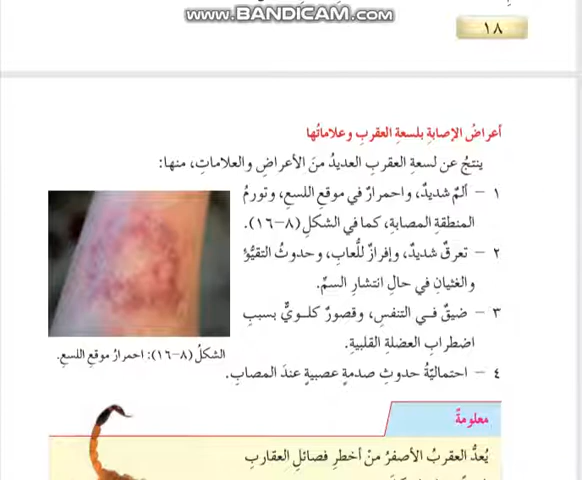 WWW.BANDICAM.COM
١٨
أعراضُ الإصابةِ بلسعةِ العقربِ وعلاماتُها
ينتجُ عن لسعةِ العقربِ العديدُ منَ الأعراضِ والعلاماتِ، منها:
١ – ألمٌ شديدٌ، واحمرارٌ في موقعِ اللسعِ، وتورمُ
المنطقةِ المصابةِ، كما في الشكلِ (٨-١٦).
٢ – تعرقٌ شديدٌ، وإفرازٌ للُّعابِ، وحدوثُ التقيُّؤِ
والغثيانِ في حالِ انتشارِ السمِّ.
٣ – ضيقٌ فـي التنفسِ، وقصورٌ كلـويٌّ بسببِ
اضطرابِ العضلةِ القلبيةِ.
٤ – احتماليّةُ حدوثِ صدمةٍ عصبيةٍ عندَ المصابِ.
الشكلُ (٨-١٦): احمرارُ موقعِ اللسعِ.
معلومةٌ
يُعدُّ العقربُ الأصفرُ منْ أخطرِ فصائلِ العقاربِ